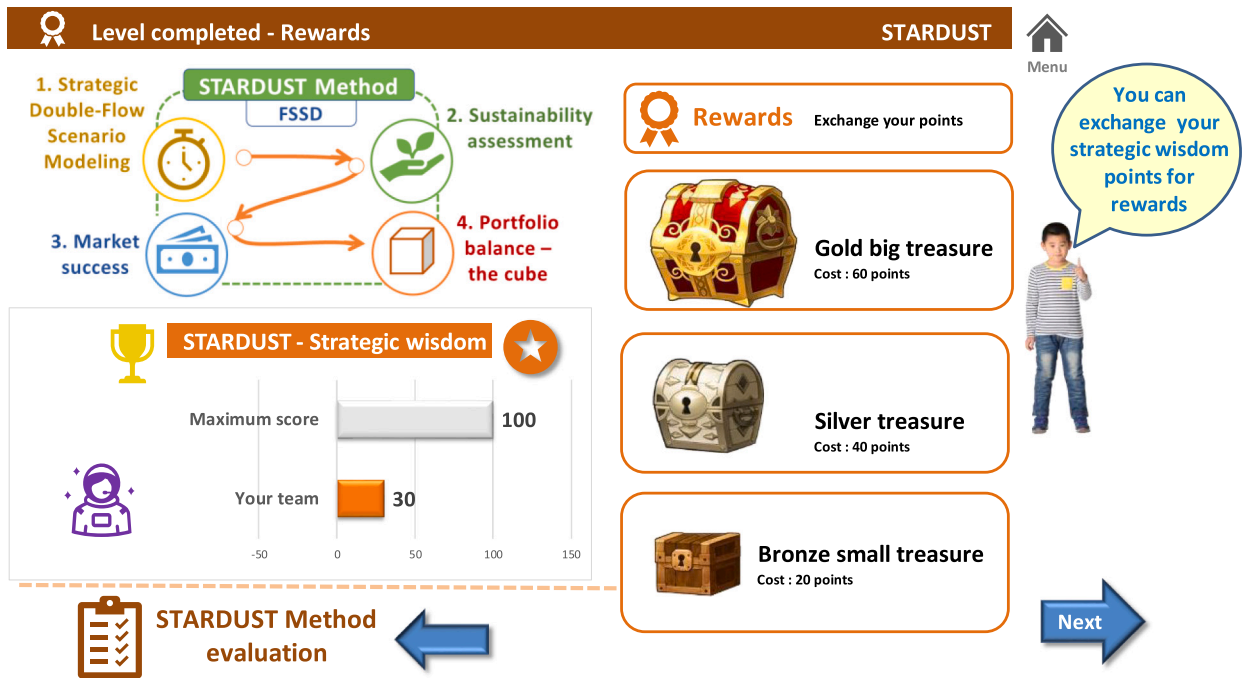 Level completed - Rewards
STARDUST
Menu
1. Strategic
Double-Flow
Scenario
Modeling
STARDUST Method
FSSD
2. Sustainability
assessment
3. Market
success
4. Portfolio
balance –
the cube
Rewards
Exchange your points
You can
exchange your
strategic wisdom
points for
rewards
Gold big treasure
Cost : 60 points
STARDUST - Strategic wisdom
Maximum score
100
Your team
30
-50
0
50
100
150
Silver treasure
Cost : 40 points
Bronze small treasure
Cost : 20 points
STARDUST Method
evaluation
Next